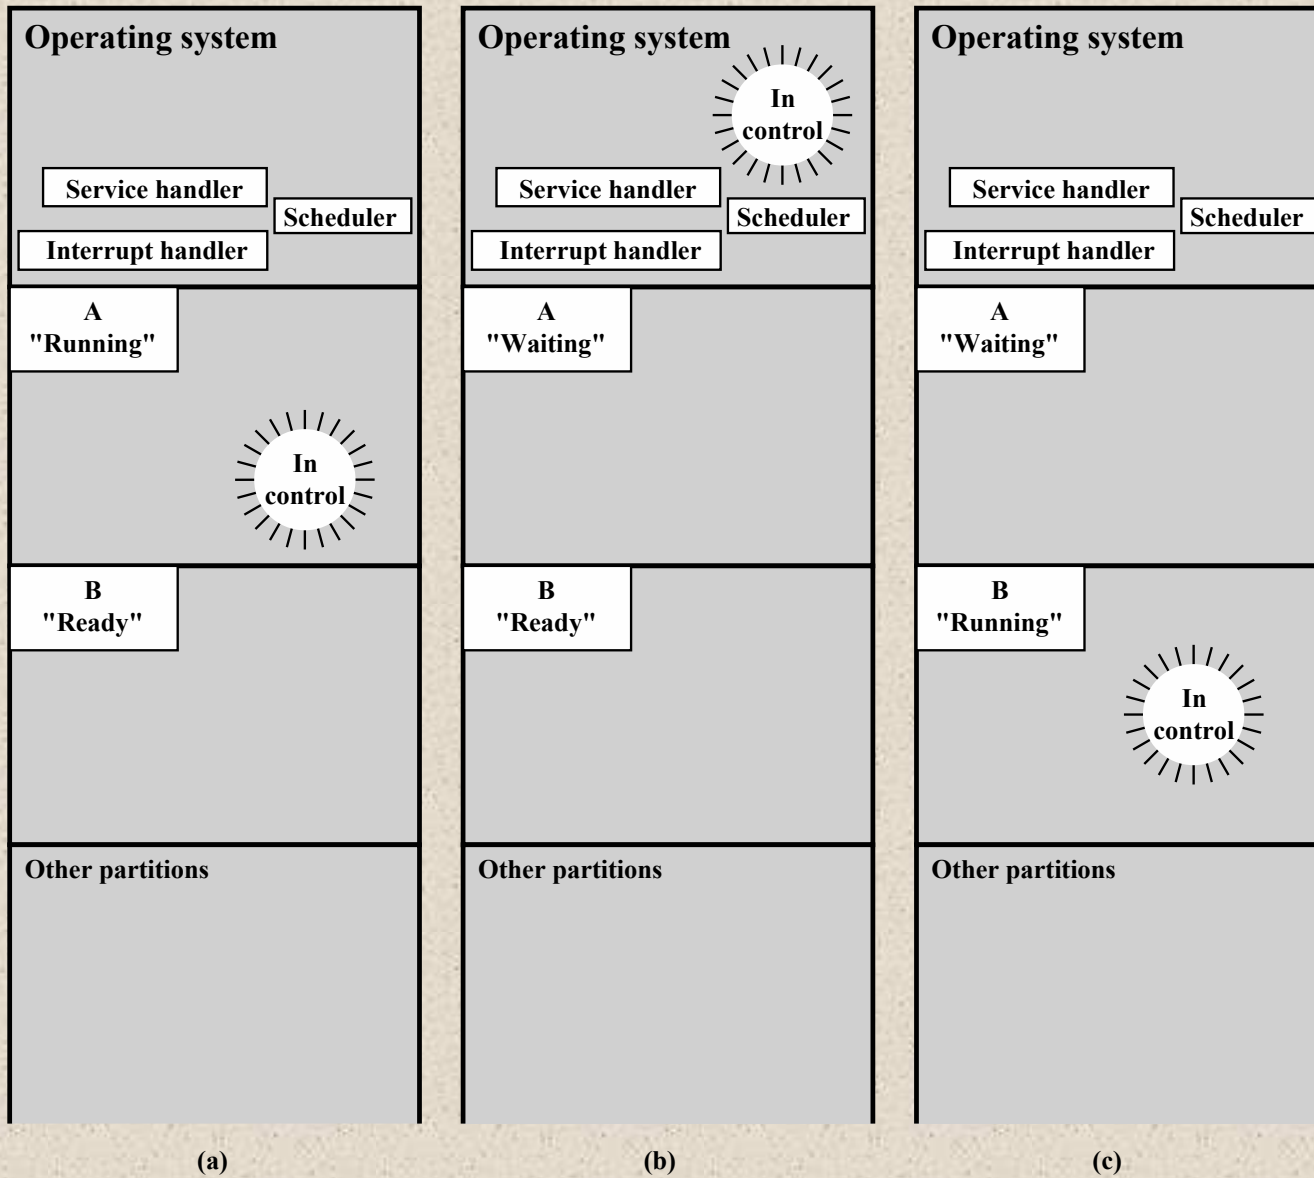 Operating system
In
control
Service handler
Scheduler
Interrupt handler
A
"Running"
In
control
B
"Ready"
Other partitions
(a)
Operating system
In
control
Service handler
Scheduler
Interrupt handler
A
"Waiting"
B
"Ready"
Other partitions
(b)
Operating system
Service handler
Scheduler
Interrupt handler
A
"Waiting"
B
"Running"
In
control
Other partitions
(c)